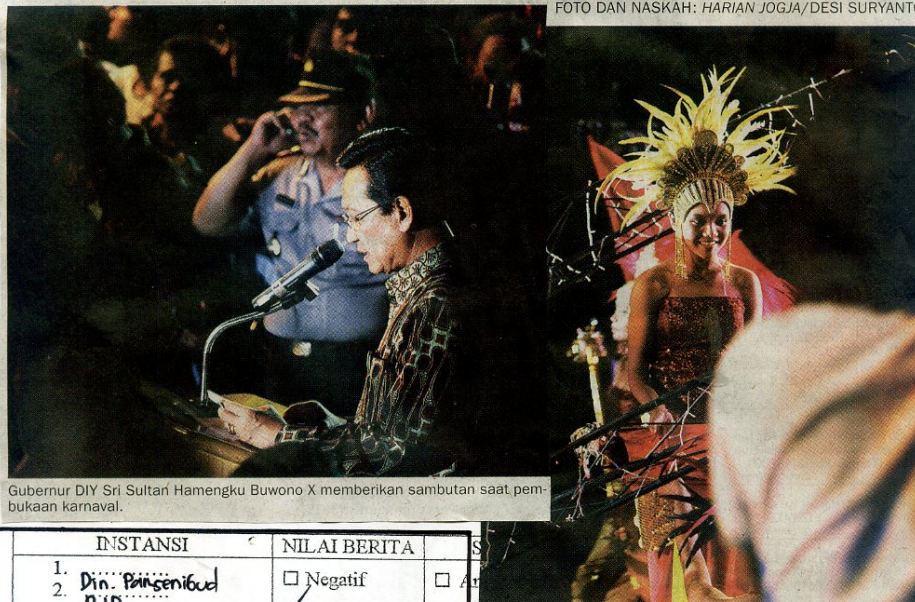 FOTO DAN NASKAH: HARIAN JOGJA/DESI SURYANTO
Gubernur DIY Sri Sultan Hamengku Buwono X memberikan sambutan saat pem-
bukaan karnaval.
INSTANSI
NILAI BERITA
1.
2. Din. Parsenibud
□ Negatif
□